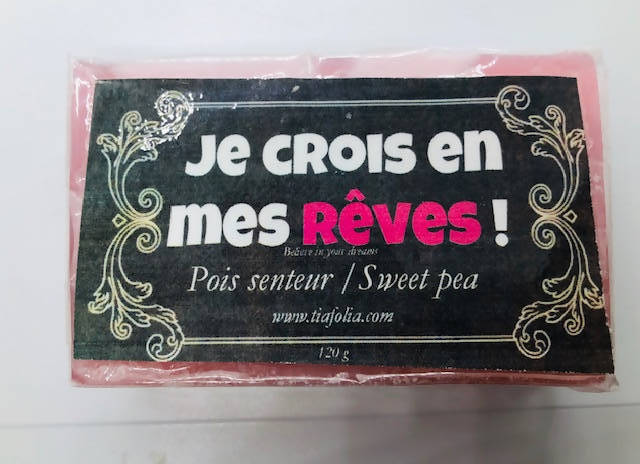 Je crois en
mes Rêves !
Believe in your dreams
Pois senteur / Sweet pea
www.tiafolia.com
120 g